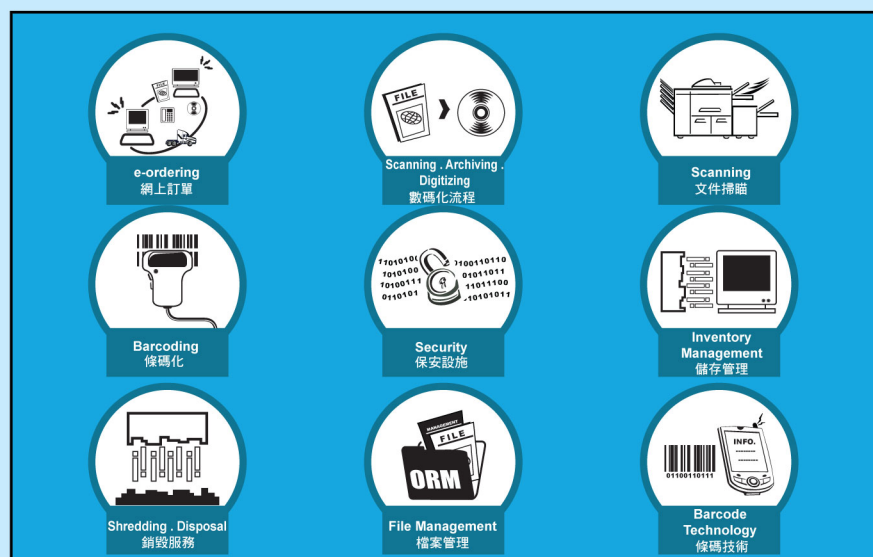 FILE
e-ordering
網上訂單
FILE
Scanning . Archiving .
Digitizing
數碼化流程
Scanning
文件掃瞄
Barcoding
條碼化
0100110110
1010100
01011011
10100111
11011100
0110101
10101011
Security
保安設施
Inventory
Management
儲存管理
Shredding . Disposal
銷毀服務
MANAGEMENT
FILE
ORM
File Management
檔案管理
INFO.
01100110111
Barcode
Technology
條碼技術